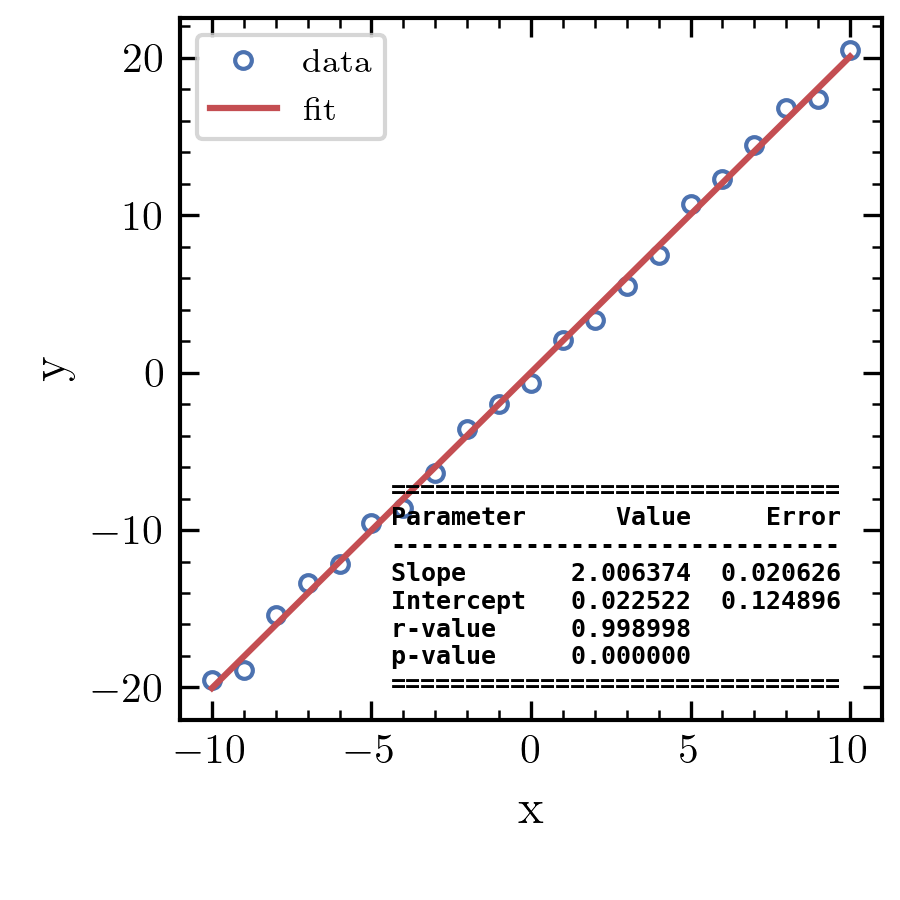 data
fit
20
10
0
−10
−20
y
==============================
Parameter      Value     Error
------------------------------
Slope       2.006374  0.020626
Intercept   0.022522  0.124896
r-value     0.998998
p-value     0.000000
==============================
−10 −5 0 5 10
x